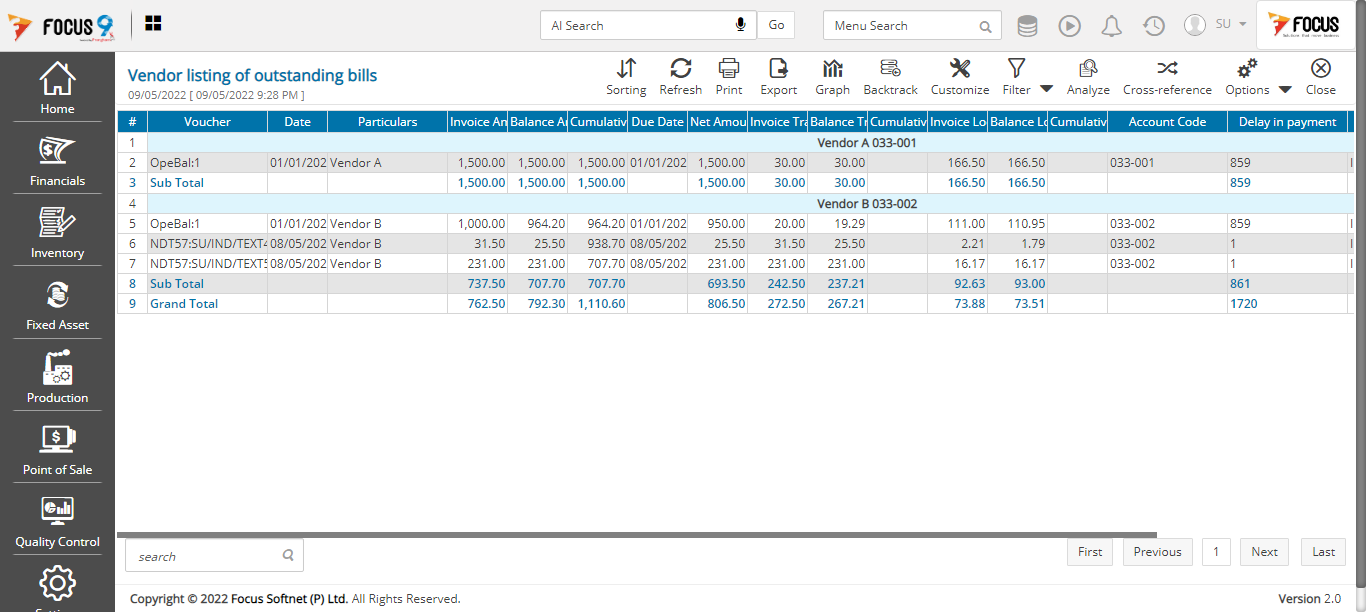 FOCUS 9
AI Search
Go
Menu Search
SU
FOCUS
Home
Financials
Inventory
Fixed Asset
Production
Point of Sale
Quality Control
Vendor listing of outstanding bills
09/05/2022 [ 09/05/2022 9:28 PM ]
Sorting Refresh Print Export Graph Backtrack Customize Filter Analyze Cross-reference Options Close
# Voucher Date Particulars Invoice An Balance A Cumulativ Due Date Net Amou Invoice Tra Balance Tr Cumulativ Invoice Lo Balance Lo Cumulativ Account Code Delay in payment
1 Vendor A 033-001
2 OpeBal:1 01/01/202 Vendor A 1,500.00 1,500.00 1,500.00 01/01/202 1,500.00 30.00 30.00 166.50 166.50 033-001 859
3 Sub Total 1,500.00 1,500.00 1,500.00 1,500.00 30.00 30.00 166.50 166.50 859
4 Vendor B 033-002
5 OpeBal:1 01/01/202 Vendor B 1,000.00 964.20 964.20 01/01/202 950.00 20.00 19.29 111.00 110.95 033-002 859
6 NDT57:SU/IND/TEXT4 08/05/202 Vendor B 31.50 25.50 938.70 08/05/202 25.50 31.50 25.50 2.21 1.79 033-002 1
7 NDT57:SU/IND/TEXT5 08/05/202 Vendor B 231.00 231.00 707.70 08/05/202 231.00 231.00 231.00 16.17 16.17 033-002 1
8 Sub Total 737.50 707.70 707.70 693.50 242.50 237.21 92.63 93.00 861
9 Grand Total 762.50 792.30 1,110.60 806.50 272.50 267.21 73.88 73.51 1720
search
First Previous 1 Next Last
Copyright © 2022 Focus Softnet (P) Ltd. All Rights Reserved.
Version 2.0